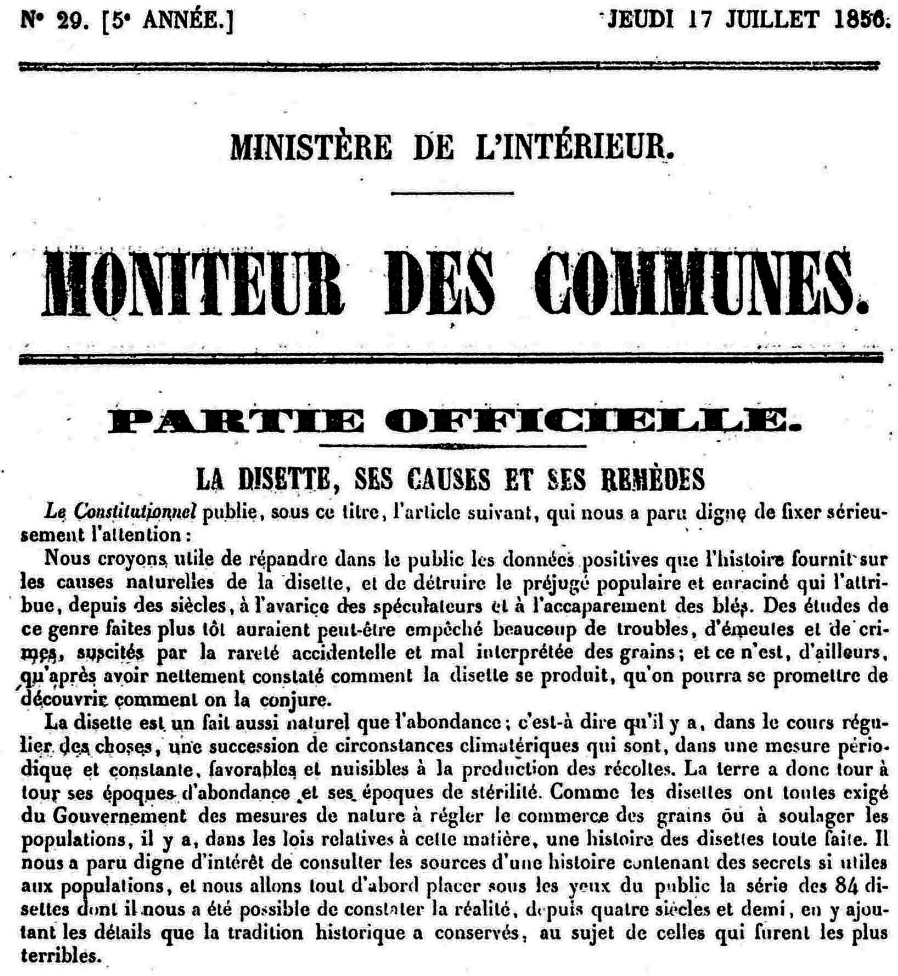 N° 29. [5e ANNÉE.] JEUDI 17 JUILLET 1856.
MINISTÈRE DE L'INTÉRIEUR.
MONITEUR DES COMMUNES.
PARTIE OFFICIELLE.
LA DISETTE, SES CAUSES ET SES REMÈDES
Le Constitutionnel publie, sous ce titre, l'article suivant, qui nous a paru digne de fixer sérieu-
sement l'attention :
Nous croyons utile de répandre dans le public les données positives que l'histoire fournit sur
les causes naturelles de la disette, et de détruire le préjugé populaire et enraciné qui l'attri-
bue, depuis des siècles, à l'avarice des spéculateurs et à l'accaparement des blés. Des études de
ce genre faites plus tôt auraient peut-être empêché beaucoup de troubles, d'émeutes et de cri-
mes, suscités par la rareté accidentelle et mal interprétée des grains ; et ce n'est, d'ailleurs,
qu'après avoir nettement constaté comment la disette se produit, qu'on pourra se promettre de
découvrir comment on la conjure.
La disette est un fait aussi naturel que l'abondance ; c'est-à dire qu'il y a, dans le cours régu-
lier des choses, une succession de circonstances climatériques qui sont, dans une mesure pério-
dique et constante, favorables et nuisibles à la production des récoltes. La terre a donc tour à
tour ses époques d'abondance et ses époques de stérilité. Comme les disettes ont toutes exigé
du Gouvernement des mesures de nature à régler le commerce des grains ou à soulager les
populations, il y a, dans les lois relatives à cette matière, une histoire des disettes toute faite. Il
nous a paru digne d'intérêt de consulter les sources d'une histoire contenant des secrets si utiles
aux populations, et nous allons tout d'abord placer sous les yeux du public la série des 84 di-
settes dont il nous a été possible de constater la réalité, depuis quatre siècles et demi, en y ajou-
tant les détails que la tradition historique a conservés, au sujet de celles qui furent les plus
terribles.